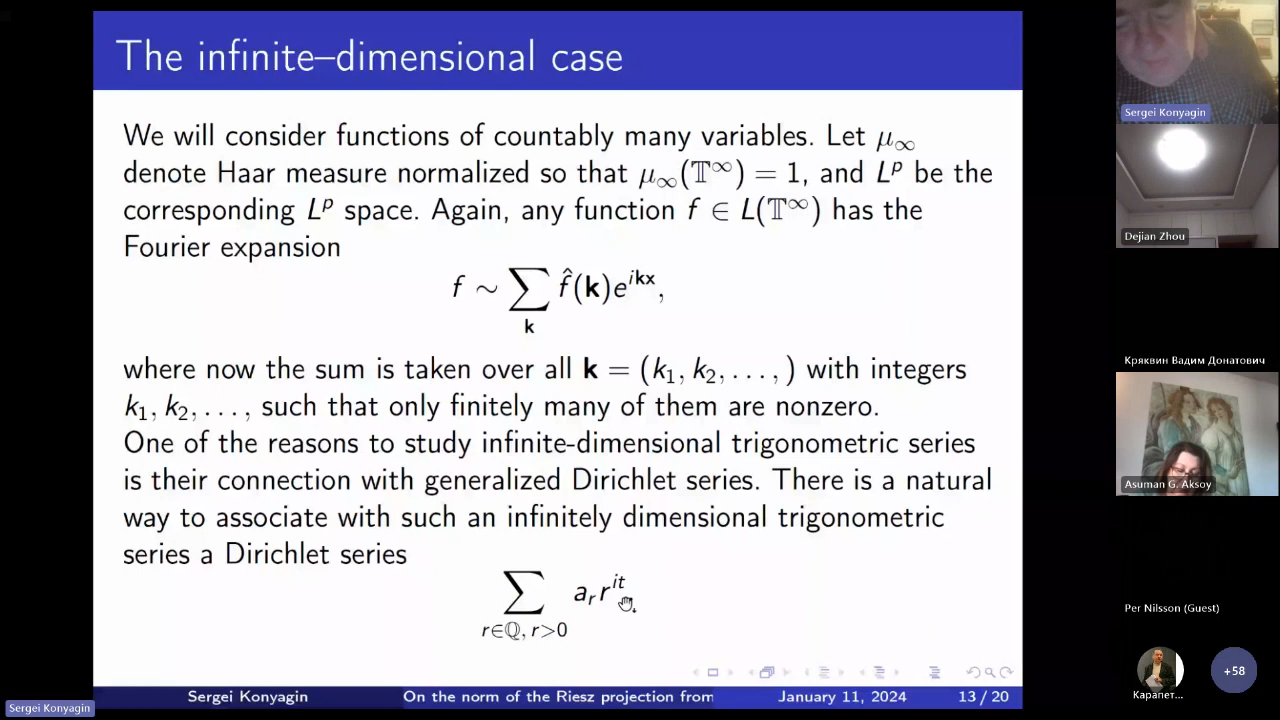 The infinite–dimensional case
We will consider functions of countably many variables. Let μ∞
denote Haar measure normalized so that μ∞(𝕋^∞) = 1, and L^p be the
corresponding L^p space. Again, any function f ∈ L(𝕋^∞) has the
Fourier expansion
f ∼ ∑_k f̂(k)e^{ikx},
where now the sum is taken over all k = (k₁, k₂, . . . , ) with integers
k₁, k₂, . . . , such that only finitely many of them are nonzero.
One of the reasons to study infinite-dimensional trigonometric series
is their connection with generalized Dirichlet series. There is a natural
way to associate with such an infinitely dimensional trigonometric
series a Dirichlet series
∑_{r∈ℚ, r>0} a_r r^{it}
Sergei Konyagin
On the norm of the Riesz projection from
January 11, 2024
13 / 20
Sergei Konyagin
Sergei Konyagin
Dejian Zhou
Кряквин Вадим Донатович
Asuman G. Aksoy
Per Nilsson (Guest)
Карапет...
+58